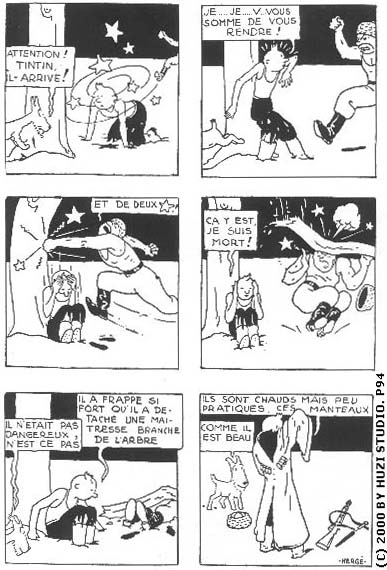 ATTENTION !
TINTIN,
IL ARRIVE !
JE.....JE...V..VOUS
SOMME DE VOUS
RENDRE !
ET DE DEUX
ÇA Y EST,
JE SUIS
MORT !
IL N'ÉTAIT PAS
DANGEREUX,
N'EST CE PAS
IL A FRAPPÉ SI
FORT QU'IL A DÉ-
TACHÉ UNE MAÎ-
TRESSE BRANCHE
DE L'ARBRE
ILS SONT CHAUDS MAIS PEU
PRATIQUES, CES MANTEAUX
COMME IL
EST BEAU
-HERGÉ-
(C) 2000 BY HUZI STUDIO. P94